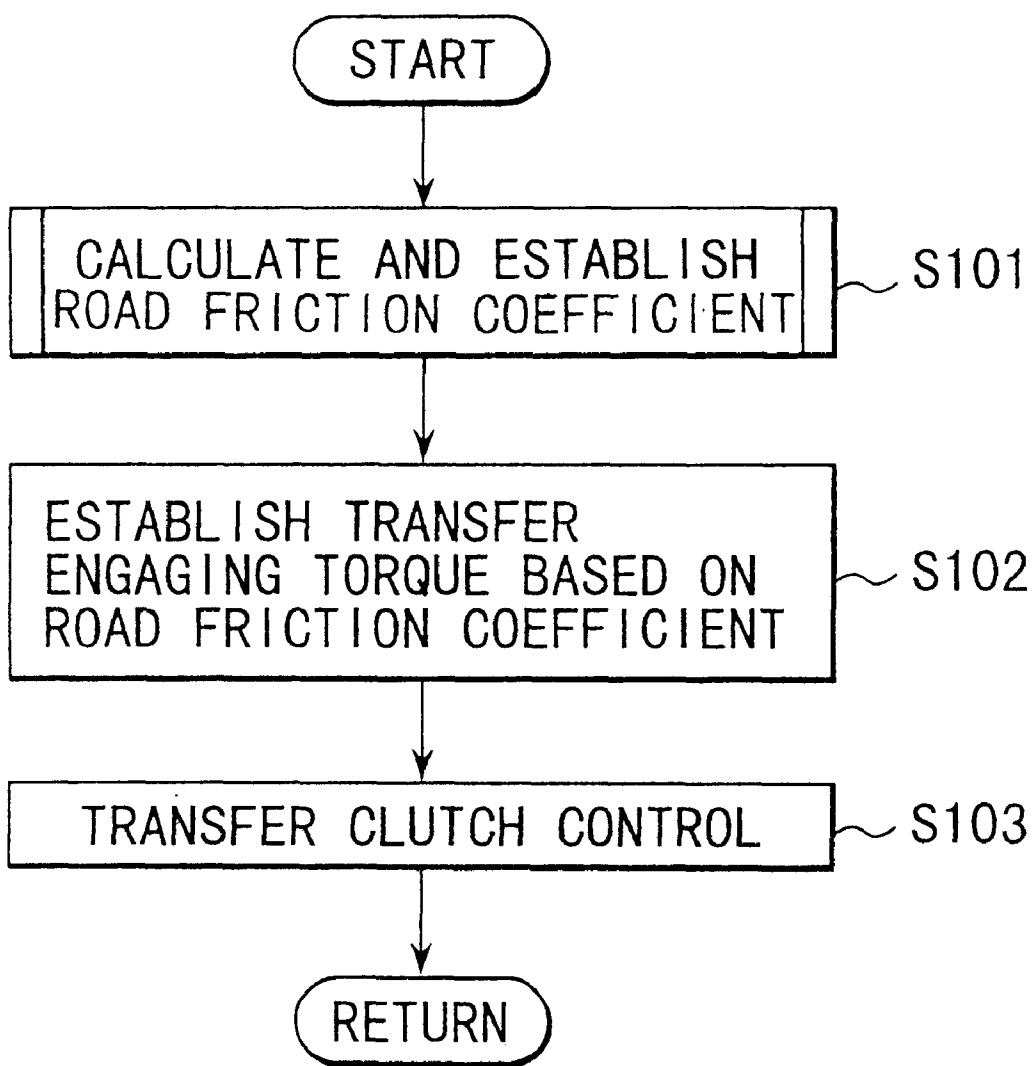 START
CALCULATE AND ESTABLISH
ROAD FRICTION COEFFICIENT
S101
ESTABLISH TRANSFER
ENGAGING TORQUE BASED ON
ROAD FRICTION COEFFICIENT
S102
TRANSFER CLUTCH CONTROL
S103
RETURN